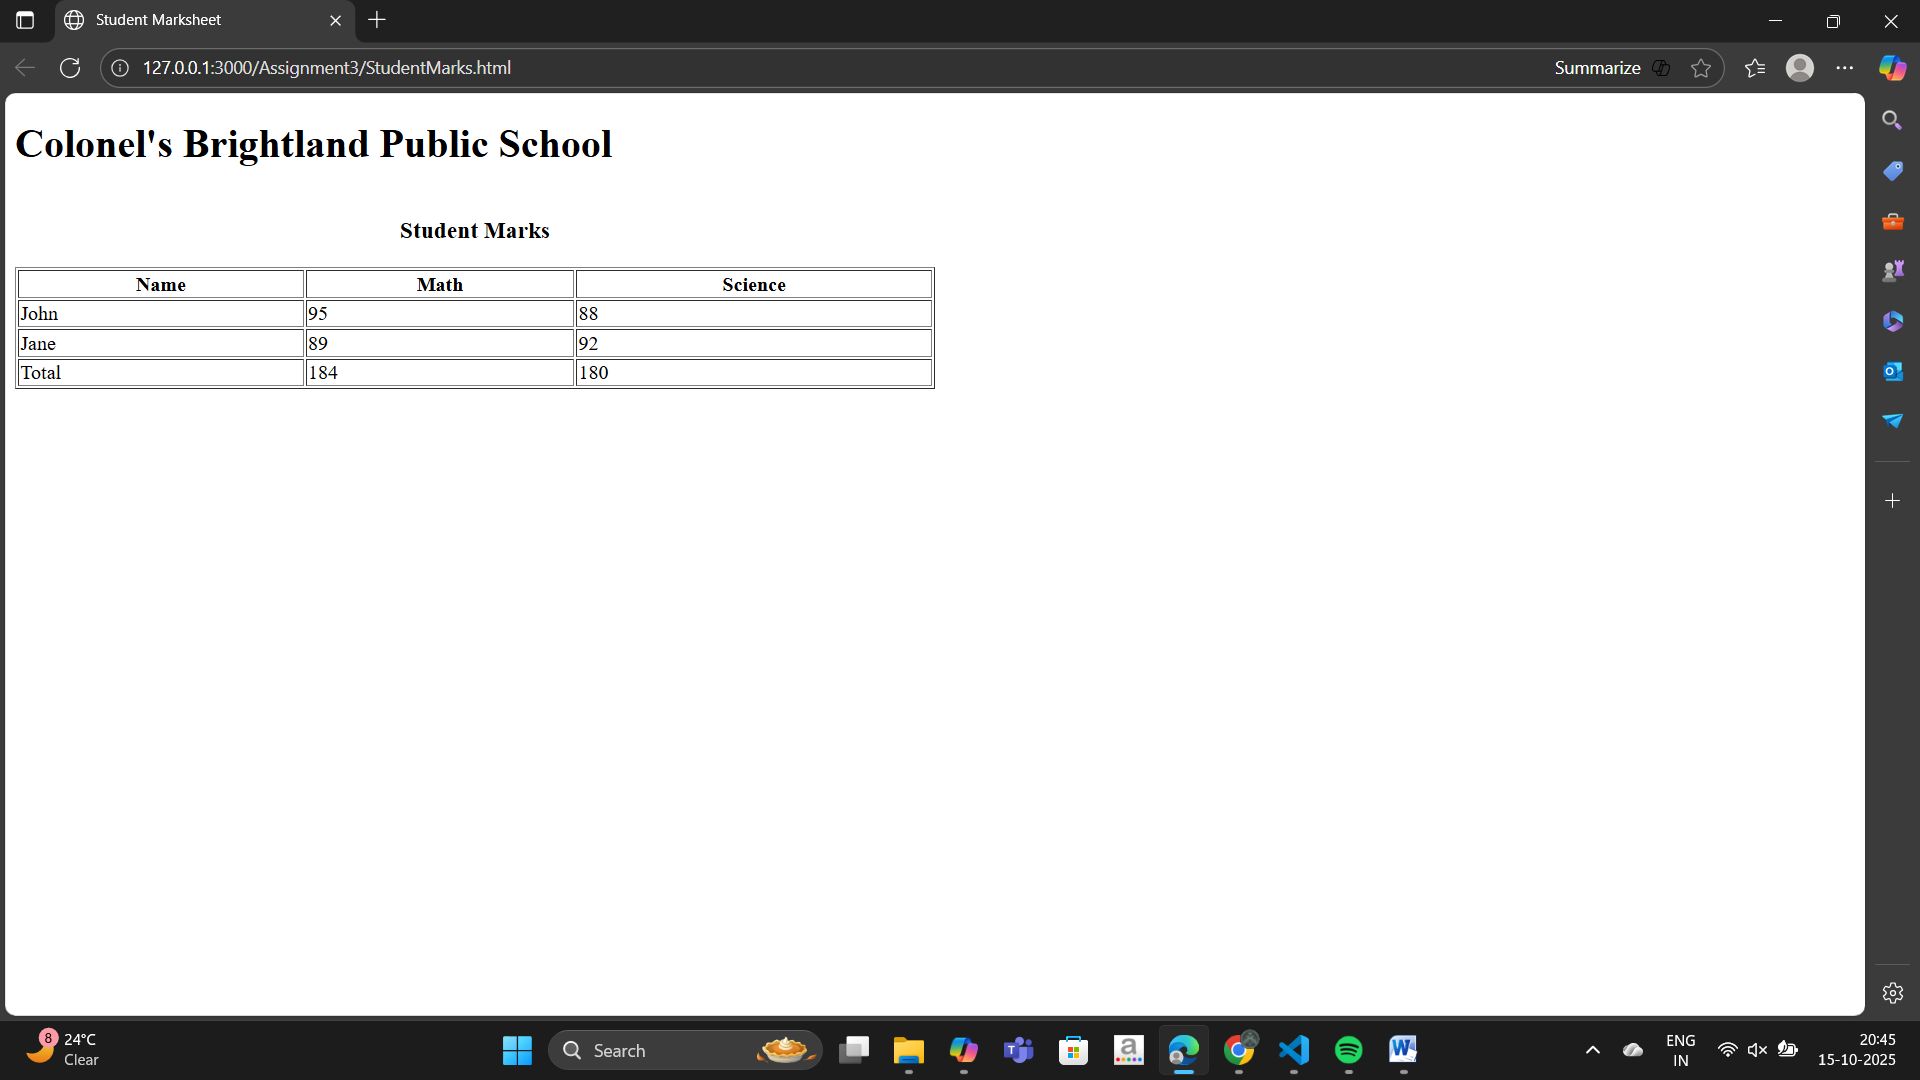 Student Marksheet
127.0.0.1:3000/Assignment3/StudentMarks.html
Summarize
Colonel's Brightland Public School
Student Marks
Name Math Science
John 95 88
Jane 89 92
Total 184 180
8
24°C
Clear
Search
ENG
IN
20:45
15-10-2025